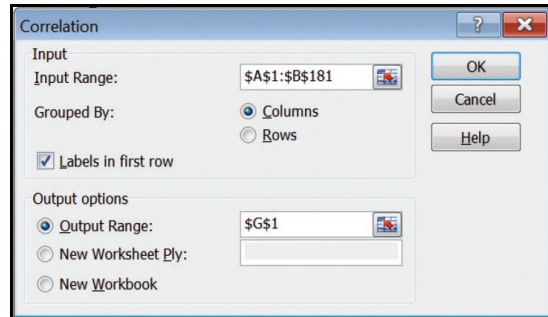 Correlation
?
Input
Input Range: $A$1:$B$181
Grouped By: Columns
Rows
Labels in first row
Output options
Output Range: $G$1
New Worksheet Ply:
New Workbook
OK
Cancel
Help